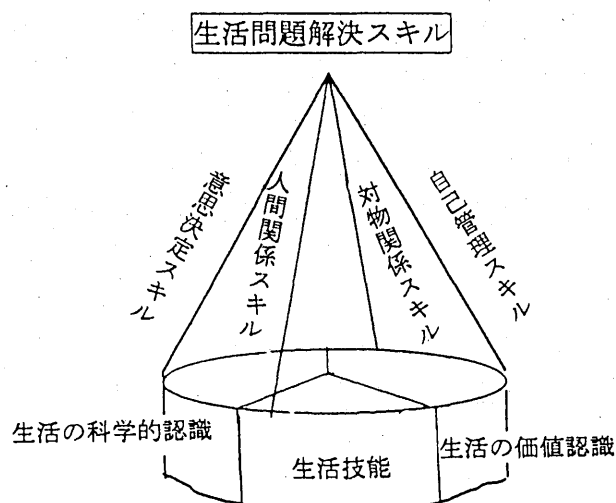 生活問題解決スキル
意思決定スキル
人間関係スキル
対物関係スキル
自己管理スキル
生活の科学的認識
生活技能
生活の価値認識